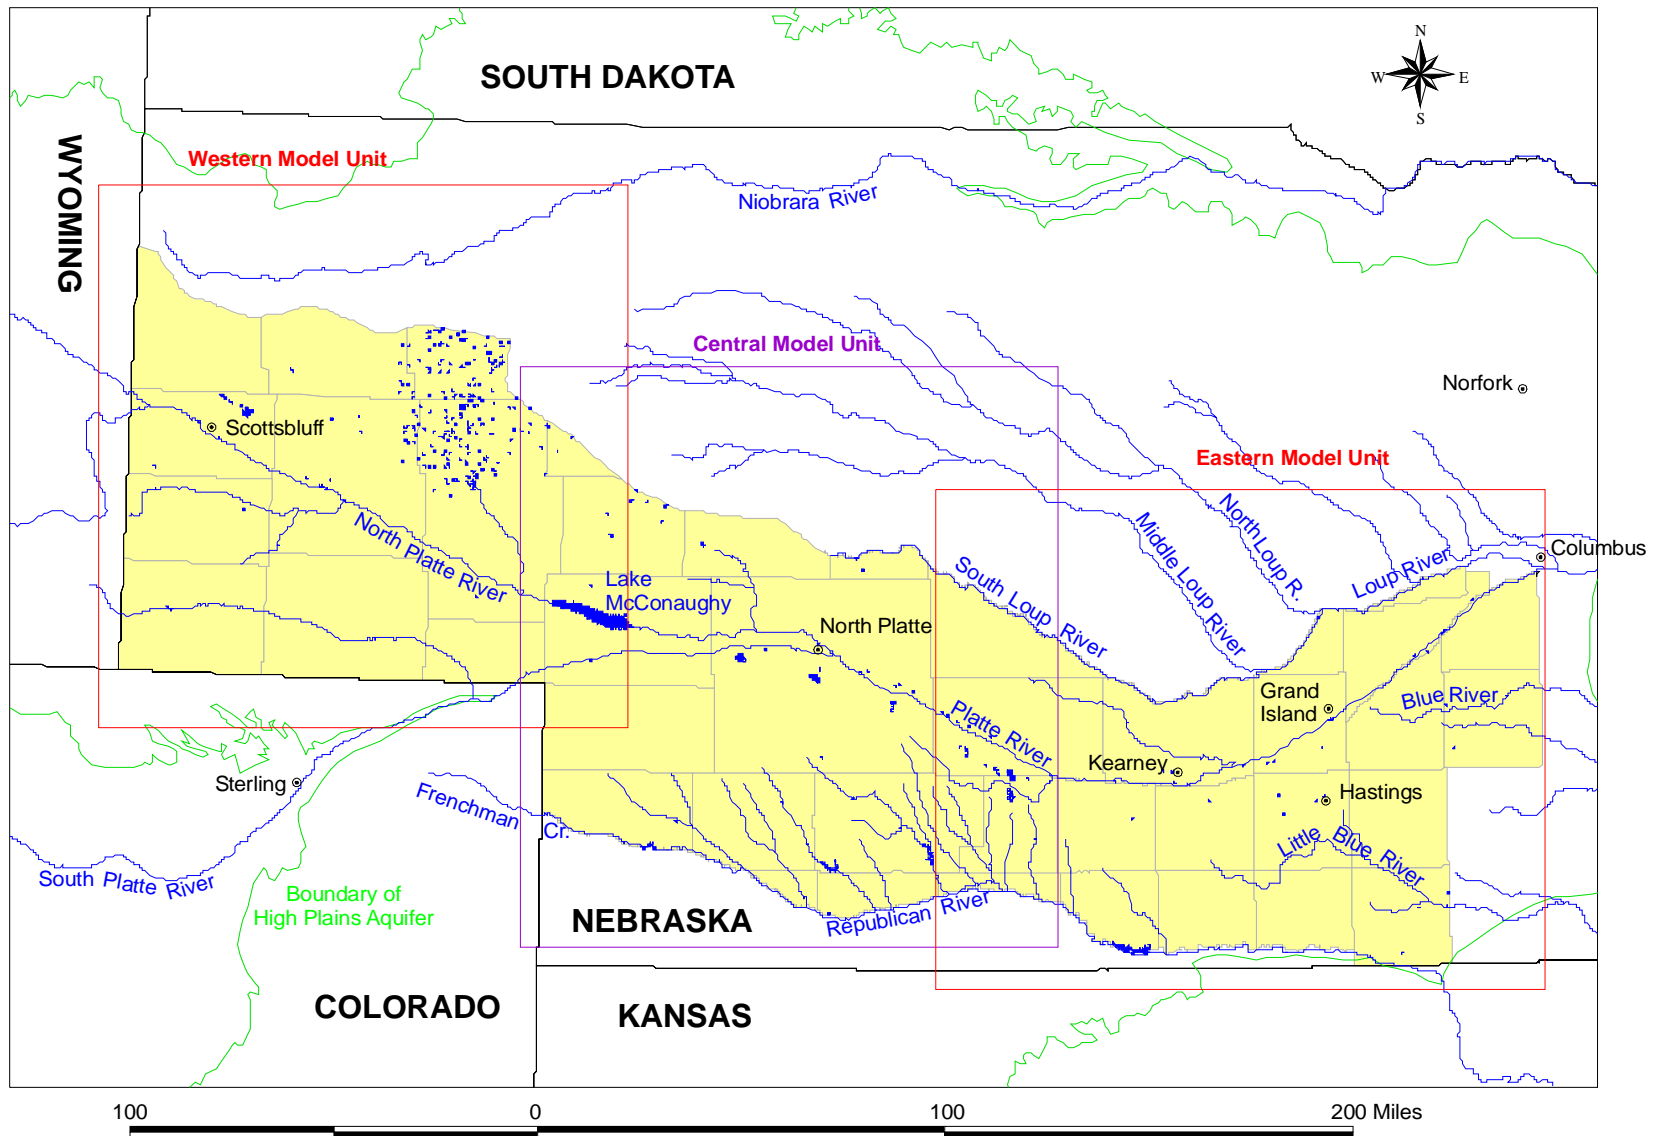 N
SOUTH DAKOTA
W
E
S
WYOMING
Western Model Unit
Niobrara River
Central Model Unit
Norfork
Scottsbluff
Eastern Model Unit
North Platte River
Middle Loup River
North Loup R.
Columbus
South Loup River
Loup River
Lake
McConaughy
North Platte
Grand
Island
Blue River
Platte River
Kearney
Sterling
Hastings
Frenchman Cr.
Little Blue River
South Platte River
Boundary of
High Plains Aquifer
Republican River
NEBRASKA
COLORADO
KANSAS
100 0 100 200 Miles